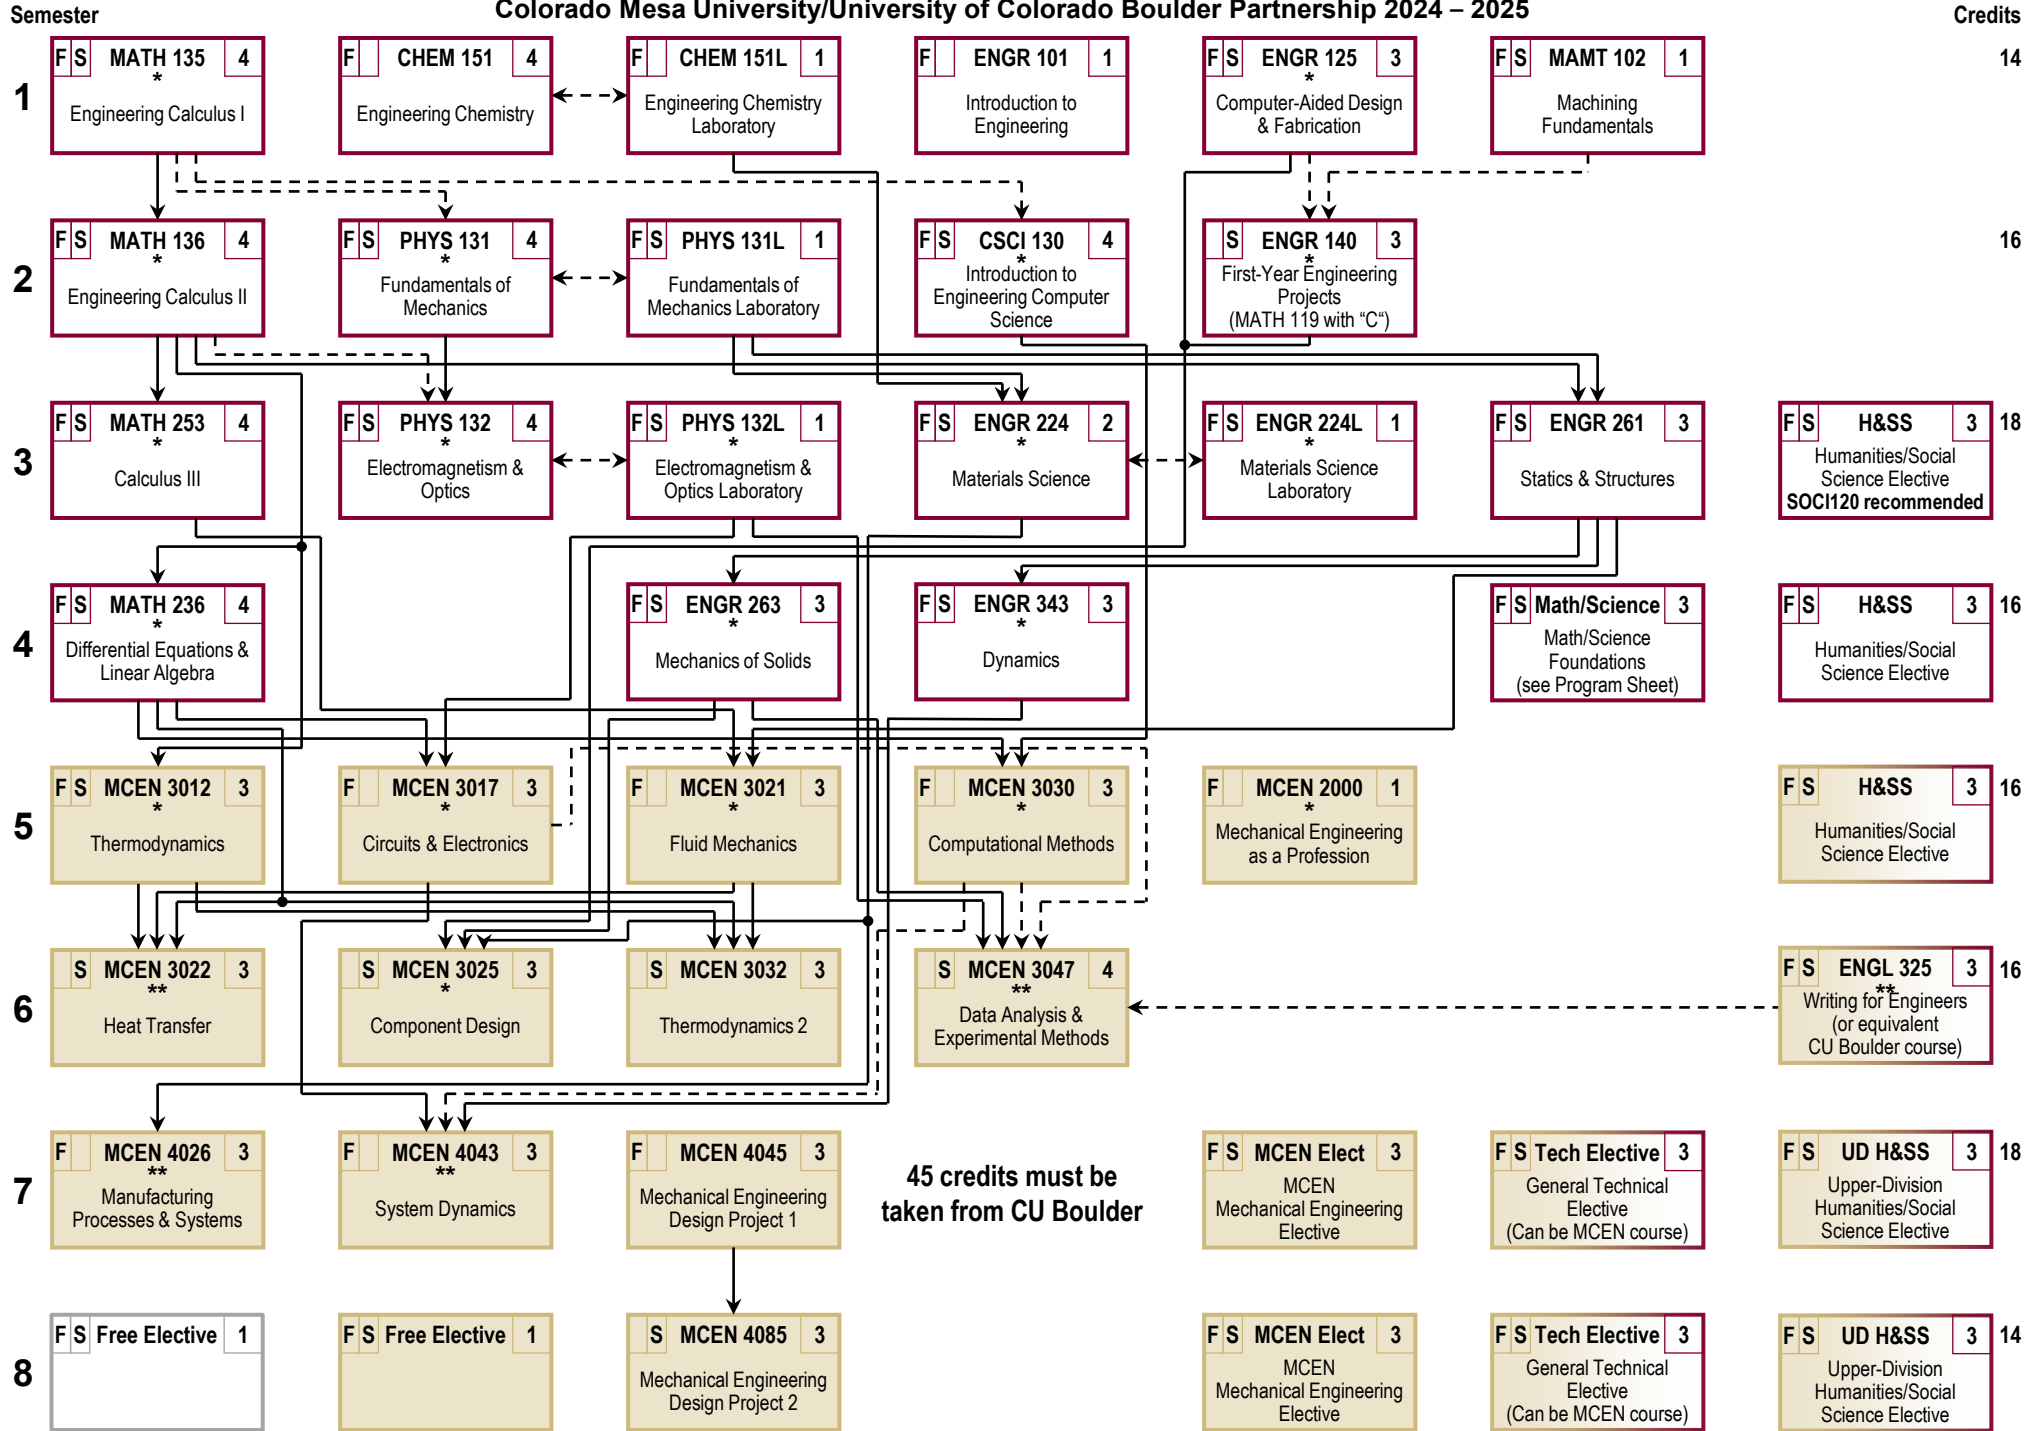 Colorado Mesa University/University of Colorado Boulder Partnership 2024 – 2025
Semester
Credits
1
F S MATH 135 4
*
Engineering Calculus I
F CHEM 151 4
Engineering Chemistry
F CHEM 151L 1
Engineering Chemistry
Laboratory
F ENGR 101 1
Introduction to
Engineering
F S ENGR 125 3
*
Computer-Aided Design
& Fabrication
F S MAMT 102 1
Machining
Fundamentals
14
2
F S MATH 136 4
*
Engineering Calculus II
F S PHYS 131 4
*
Fundamentals of
Mechanics
F S PHYS 131L 1
Fundamentals of
Mechanics Laboratory
F S CSCI 130 4
*
Introduction to
Engineering Computer
Science
S ENGR 140 3
*
First-Year Engineering
Projects
(MATH 119 with “C“)
16
3
F S MATH 253 4
*
Calculus III
F S PHYS 132 4
*
Electromagnetism &
Optics
F S PHYS 132L 1
*
Electromagnetism &
Optics Laboratory
F S ENGR 224 2
*
Materials Science
F S ENGR 224L 1
*
Materials Science
Laboratory
F S ENGR 261 3
Statics & Structures
F S H&SS 3
Humanities/Social
Science Elective
SOCI120 recommended
18
4
F S MATH 236 4
*
Differential Equations &
Linear Algebra
F S ENGR 263 3
*
Mechanics of Solids
F S ENGR 343 3
*
Dynamics
F S Math/Science 3
Math/Science
Foundations
(see Program Sheet)
F S H&SS 3
Humanities/Social
Science Elective
16
5
F S MCEN 3012 3
*
Thermodynamics
F MCEN 3017 3
*
Circuits & Electronics
F MCEN 3021 3
*
Fluid Mechanics
F MCEN 3030 3
*
Computational Methods
F MCEN 2000 1
*
Mechanical Engineering
as a Profession
F S H&SS 3
Humanities/Social
Science Elective
16
6
S MCEN 3022 3
**
Heat Transfer
S MCEN 3025 3
*
Component Design
S MCEN 3032 3
Thermodynamics 2
S MCEN 3047 4
**
Data Analysis &
Experimental Methods
F S ENGL 325 3
**
Writing for Engineers
(or equivalent
CU Boulder course)
16
7
F MCEN 4026 3
**
Manufacturing
Processes & Systems
F MCEN 4043 3
**
System Dynamics
F MCEN 4045 3
Mechanical Engineering
Design Project 1
45 credits must be
taken from CU Boulder
F S MCEN Elect 3
MCEN
Mechanical Engineering
Elective
F S Tech Elective 3
General Technical
Elective
(Can be MCEN course)
F S UD H&SS 3
Upper-Division
Humanities/Social
Science Elective
18
8
F S Free Elective 1
F S Free Elective 1
S MCEN 4085 3
Mechanical Engineering
Design Project 2
F S MCEN Elect 3
MCEN
Mechanical Engineering
Elective
F S Tech Elective 3
General Technical
Elective
(Can be MCEN course)
F S UD H&SS 3
Upper-Division
Humanities/Social
Science Elective
14